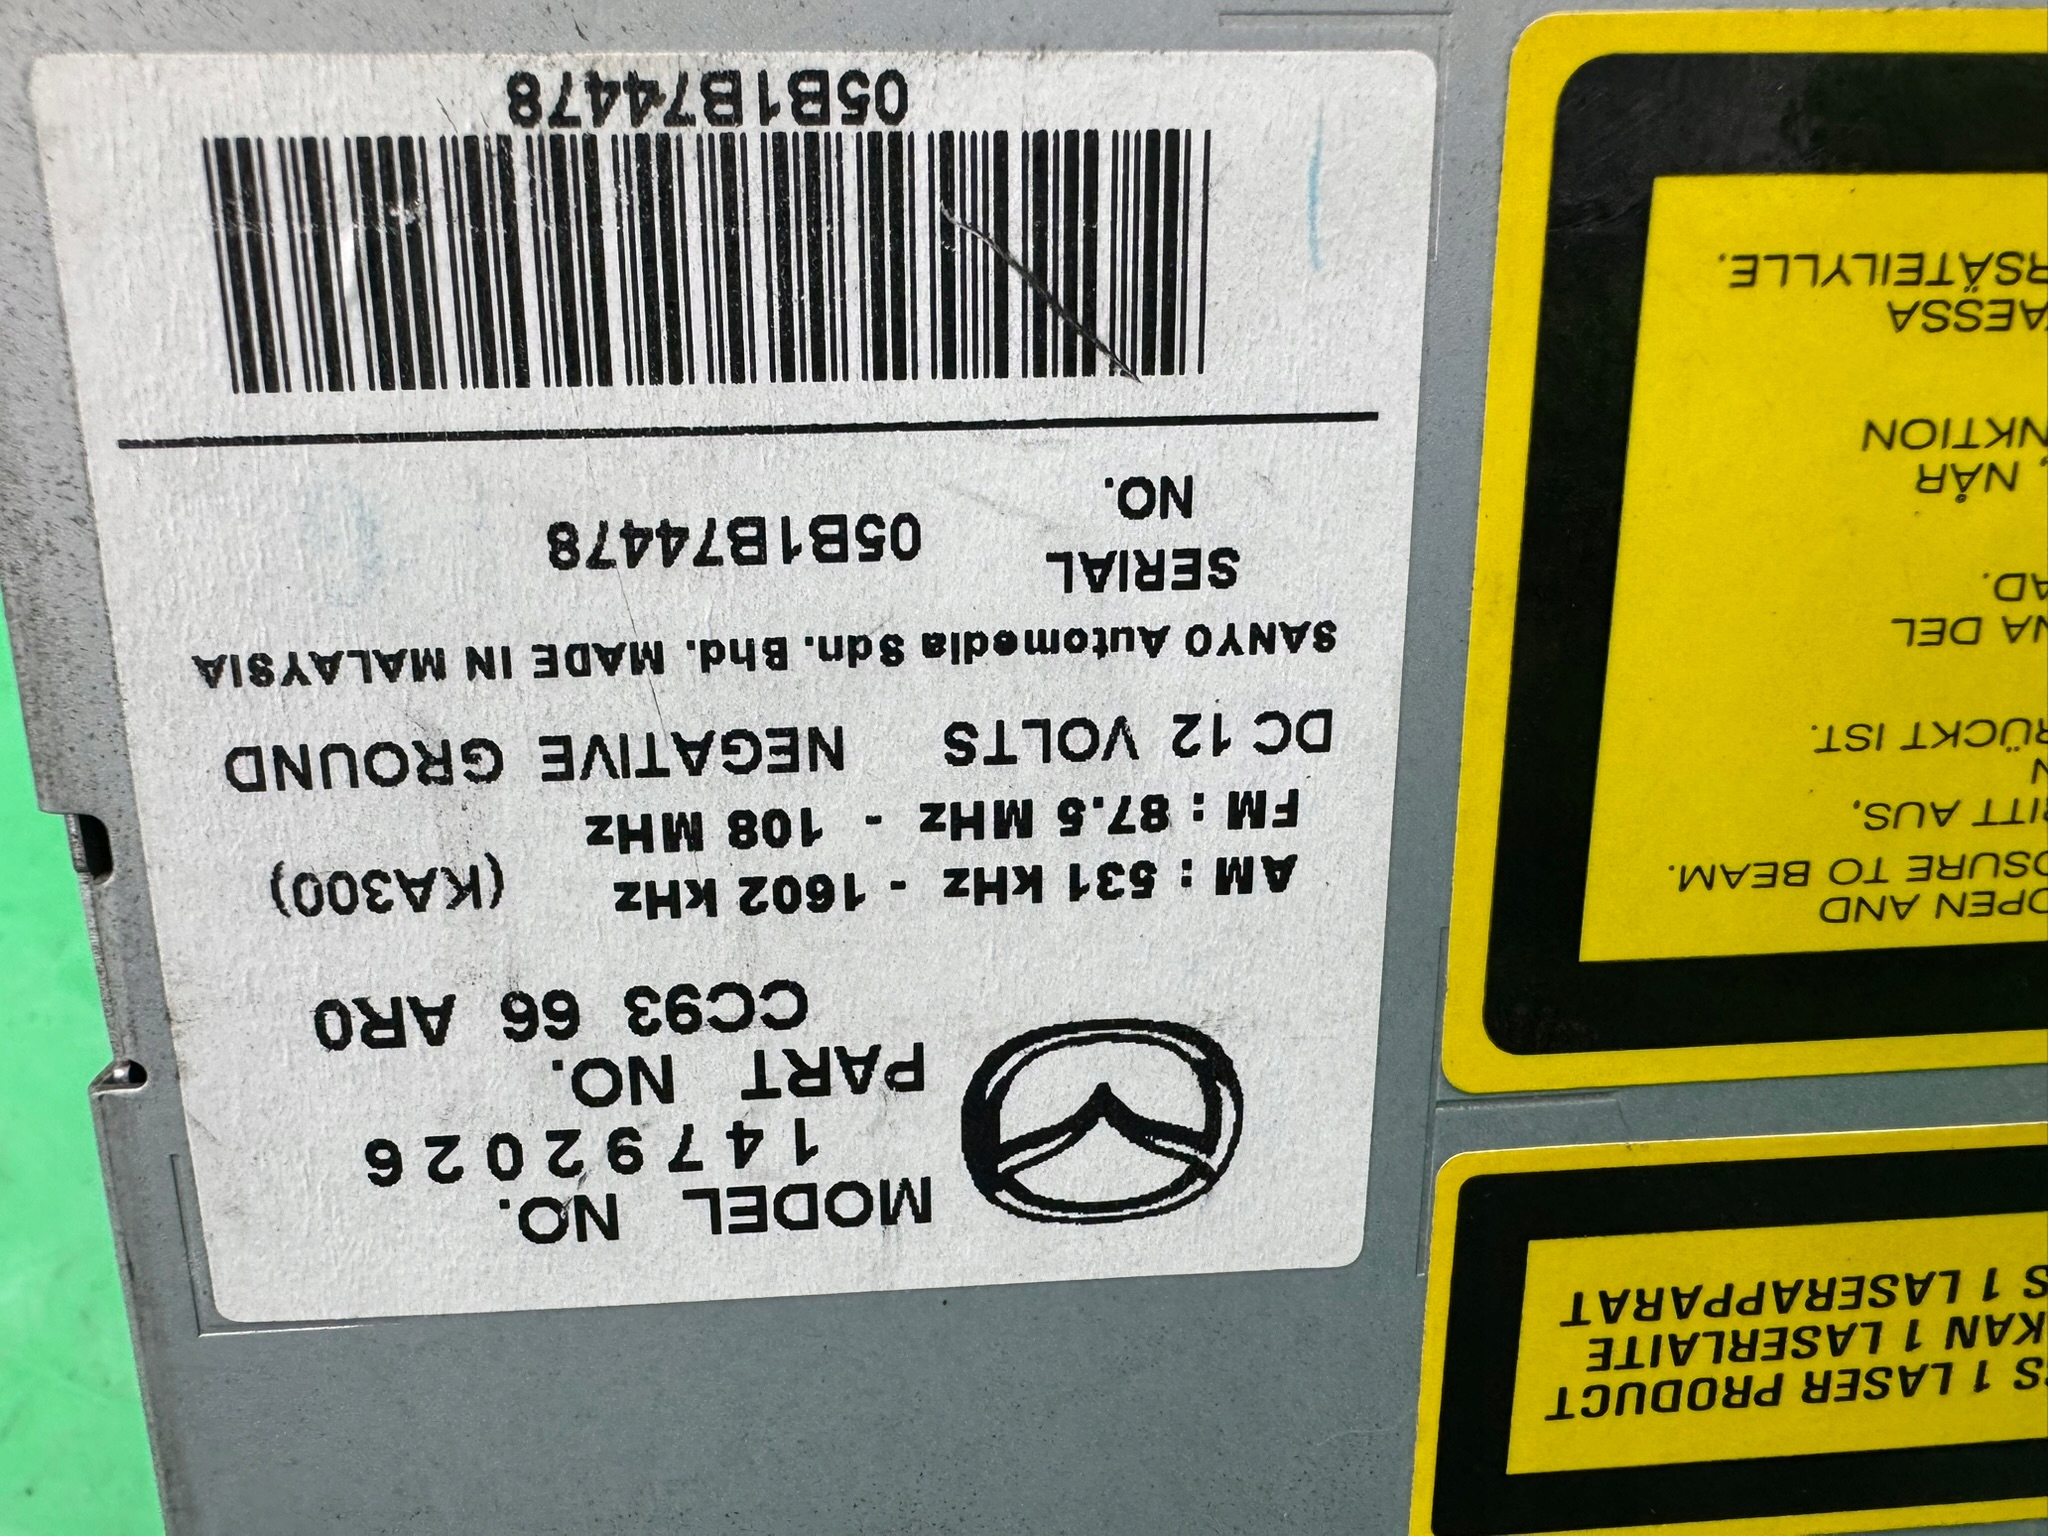 MODEL NO.
14792026
PART NO.
CC93 66 AR0
AM : 531 kHz - 1602 kHz (KA300)
FM : 87.5 MHz - 108 MHz
DC 12 VOLTS NEGATIVE GROUND
SANYO Automedia Sdn. Bhd. MADE IN MALAYSIA
SERIAL
NO. 05B1B74478
05B1B74478
S 1 LASER PRODUCT
KAN 1 LASERLAITE
S 1 LASERAPPARAT
OPEN AND
OSURE TO BEAM.
RITT AUS,
N
RÜCKT IST.
NA DEL
AD.
, NÅR
NKTION
AESSA
RSÄTEILYLLE.